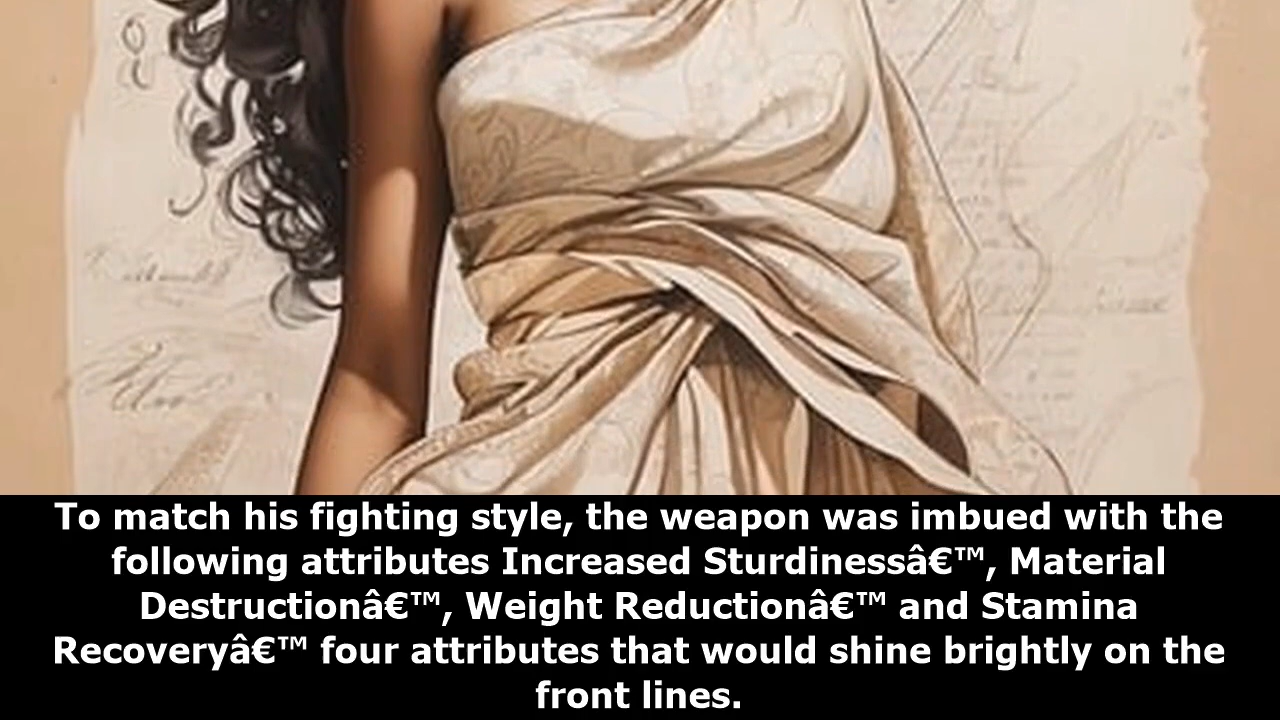 To match his fighting style, the weapon was imbued with the
following attributes Increased Sturdinessâ€™, Material
Destructionâ€™, Weight Reductionâ€™ and Stamina
Recoveryâ€™ four attributes that would shine brightly on the
front lines.